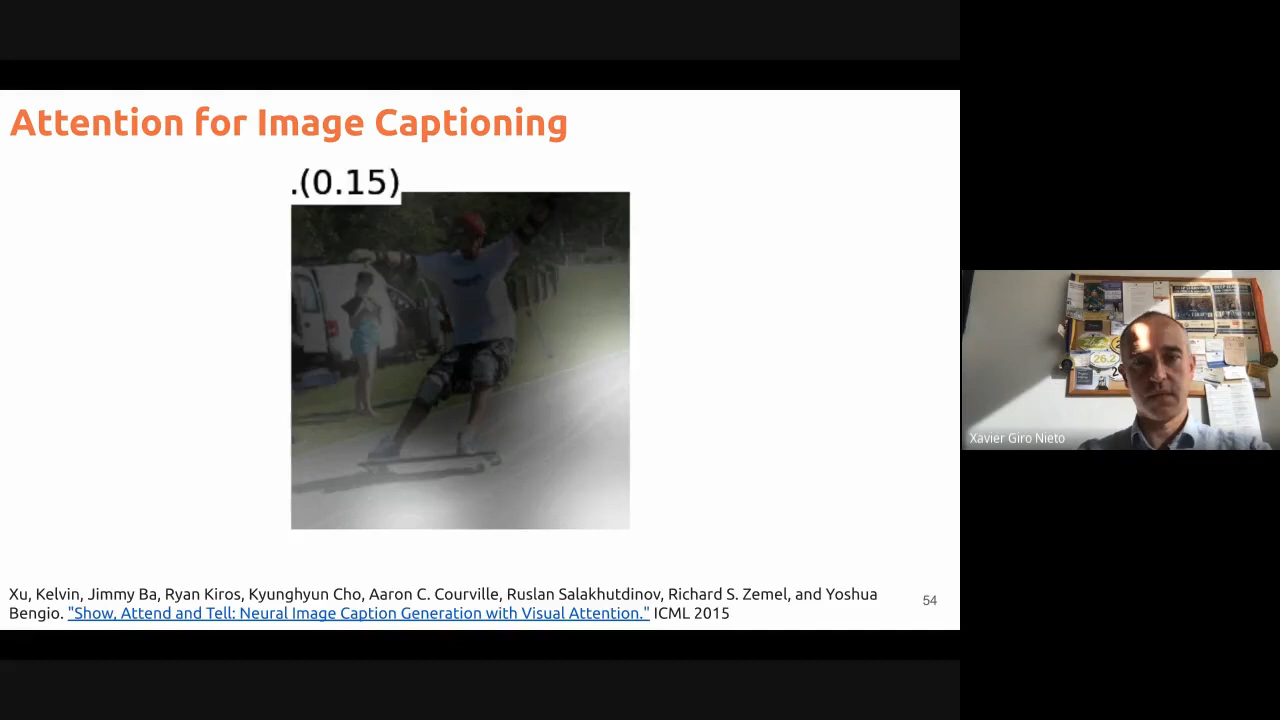 Attention for Image Captioning
.(0.15)
Xu, Kelvin, Jimmy Ba, Ryan Kiros, Kyunghyun Cho, Aaron C. Courville, Ruslan Salakhutdinov, Richard S. Zemel, and Yoshua
Bengio. "Show, Attend and Tell: Neural Image Caption Generation with Visual Attention." ICML 2015
54
26.2
Xavier Giro Nieto